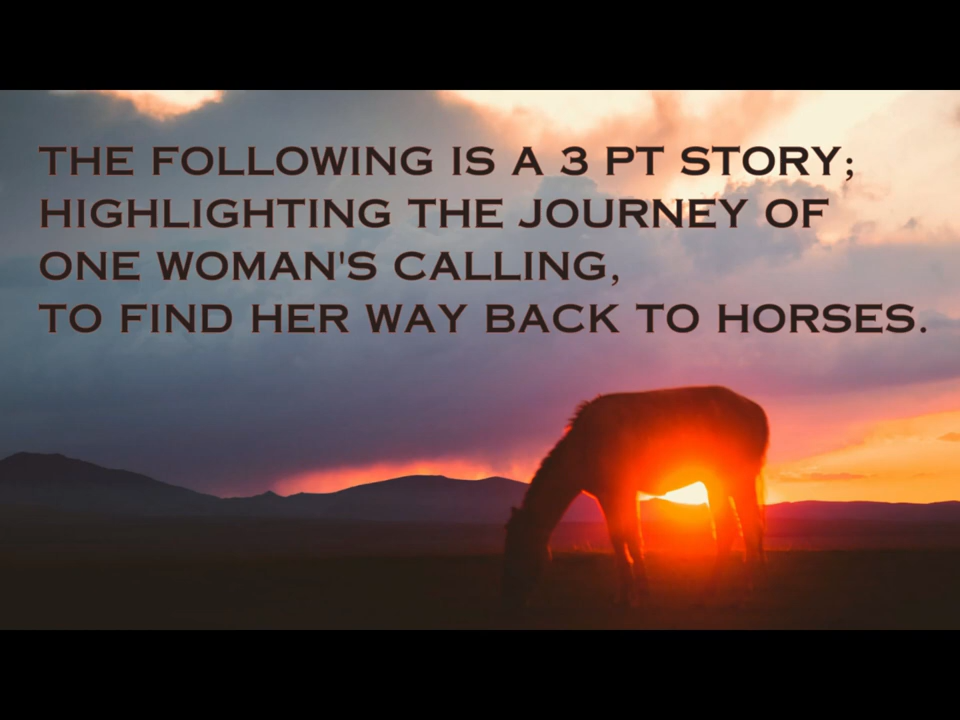 THE FOLLOWING IS A 3 PT STORY;
HIGHLIGHTING THE JOURNEY OF
ONE WOMAN'S CALLING,
TO FIND HER WAY BACK TO HORSES.